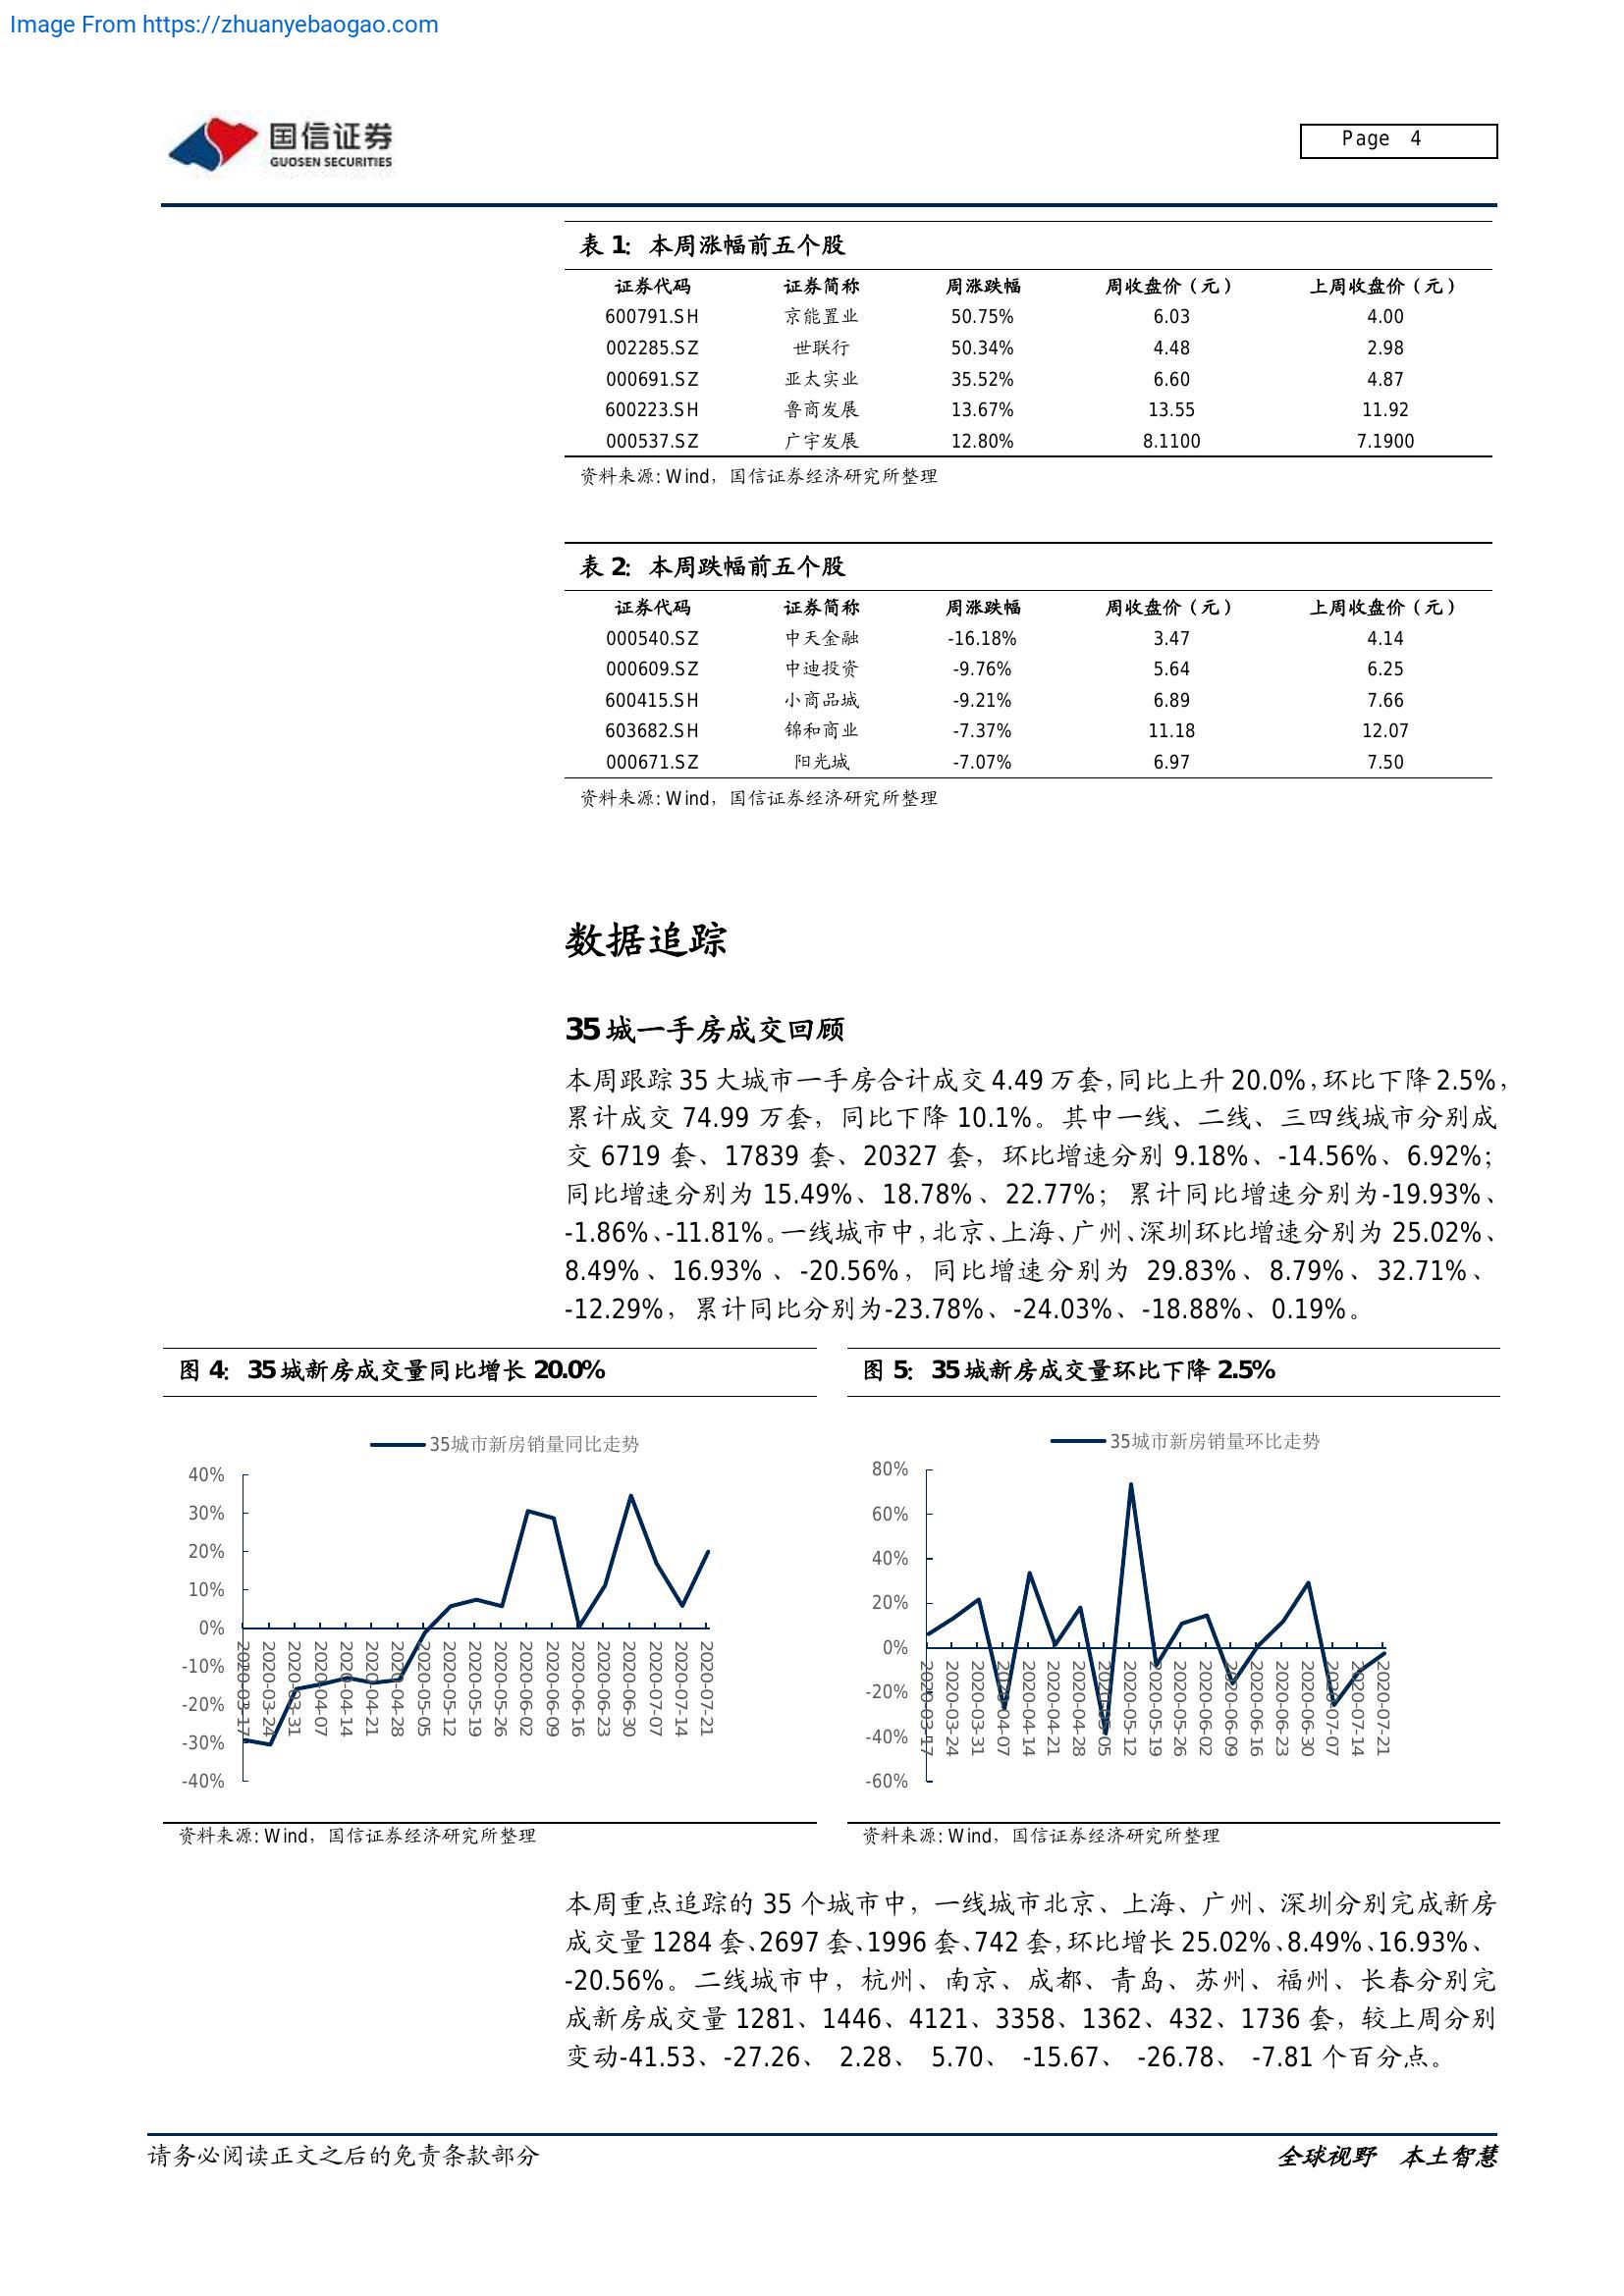 Image From https://zhuanyebaogao.com
国信证券
GUOSEN SECURITIES
Page 4
表 1: 本周涨幅前五个股
证券代码 证券简称 周涨跌幅 周收盘价（元） 上周收盘价（元）
600791.SH 京能置业 50.75% 6.03 4.00
002285.SZ 世联行 50.34% 4.48 2.98
000691.SZ 亚太实业 35.52% 6.60 4.87
600223.SH 鲁商发展 13.67% 13.55 11.92
000537.SZ 广宇发展 12.80% 8.1100 7.1900
资料来源: Wind，国信证券经济研究所整理
表 2: 本周跌幅前五个股
证券代码 证券简称 周涨跌幅 周收盘价（元） 上周收盘价（元）
000540.SZ 中天金融 -16.18% 3.47 4.14
000609.SZ 中迪投资 -9.76% 5.64 6.25
600415.SH 小商品城 -9.21% 6.89 7.66
603682.SH 锦和商业 -7.37% 11.18 12.07
000671.SZ 阳光城 -7.07% 6.97 7.50
资料来源: Wind，国信证券经济研究所整理
数据追踪
35 城一手房成交回顾
本周跟踪 35 大城市一手房合计成交 4.49 万套，同比上升 20.0%，环比下降 2.5%，
累计成交 74.99 万套，同比下降 10.1%。其中一线、二线、三四线城市分别成
交 6719 套、17839 套、20327 套，环比增速分别 9.18%、-14.56%、6.92%；
同比增速分别为 15.49%、18.78%、22.77%；累计同比增速分别为-19.93%、
-1.86%、-11.81%。一线城市中，北京、上海、广州、深圳环比增速分别为 25.02%、
8.49%、16.93%、-20.56%，同比增速分别为 29.83%、8.79%、32.71%、
-12.29%，累计同比分别为-23.78%、-24.03%、-18.88%、0.19%。
图 4: 35 城新房成交量同比增长 20.0%
35城市新房销量同比走势
40%
30%
20%
10%
0%
-10%
-20%
-30%
-40%
2020-03-17
2020-03-24
2020-03-31
2020-04-07
2020-04-14
2020-04-21
2020-04-28
2020-05-05
2020-05-12
2020-05-19
2020-05-26
2020-06-02
2020-06-09
2020-06-16
2020-06-23
2020-06-30
2020-07-07
2020-07-14
2020-07-21
资料来源: Wind，国信证券经济研究所整理
图 5: 35 城新房成交量环比下降 2.5%
35城市新房销量环比走势
80%
60%
40%
20%
0%
-20%
-40%
-60%
2020-03-17
2020-03-24
2020-03-31
2020-04-07
2020-04-14
2020-04-21
2020-04-28
2020-05-05
2020-05-12
2020-05-19
2020-05-26
2020-06-02
2020-06-09
2020-06-16
2020-06-23
2020-06-30
2020-07-07
2020-07-14
2020-07-21
资料来源: Wind，国信证券经济研究所整理
本周重点追踪的 35 个城市中，一线城市北京、上海、广州、深圳分别完成新房
成交量 1284 套、2697 套、1996 套、742 套，环比增长 25.02%、8.49%、16.93%、
-20.56%。二线城市中，杭州、南京、成都、青岛、苏州、福州、长春分别完
成新房成交量 1281、1446、4121、3358、1362、432、1736 套，较上周分别
变动-41.53、-27.26、 2.28、 5.70、 -15.67、 -26.78、 -7.81 个百分点。
请务必阅读正文之后的免责条款部分
全球视野 本土智慧